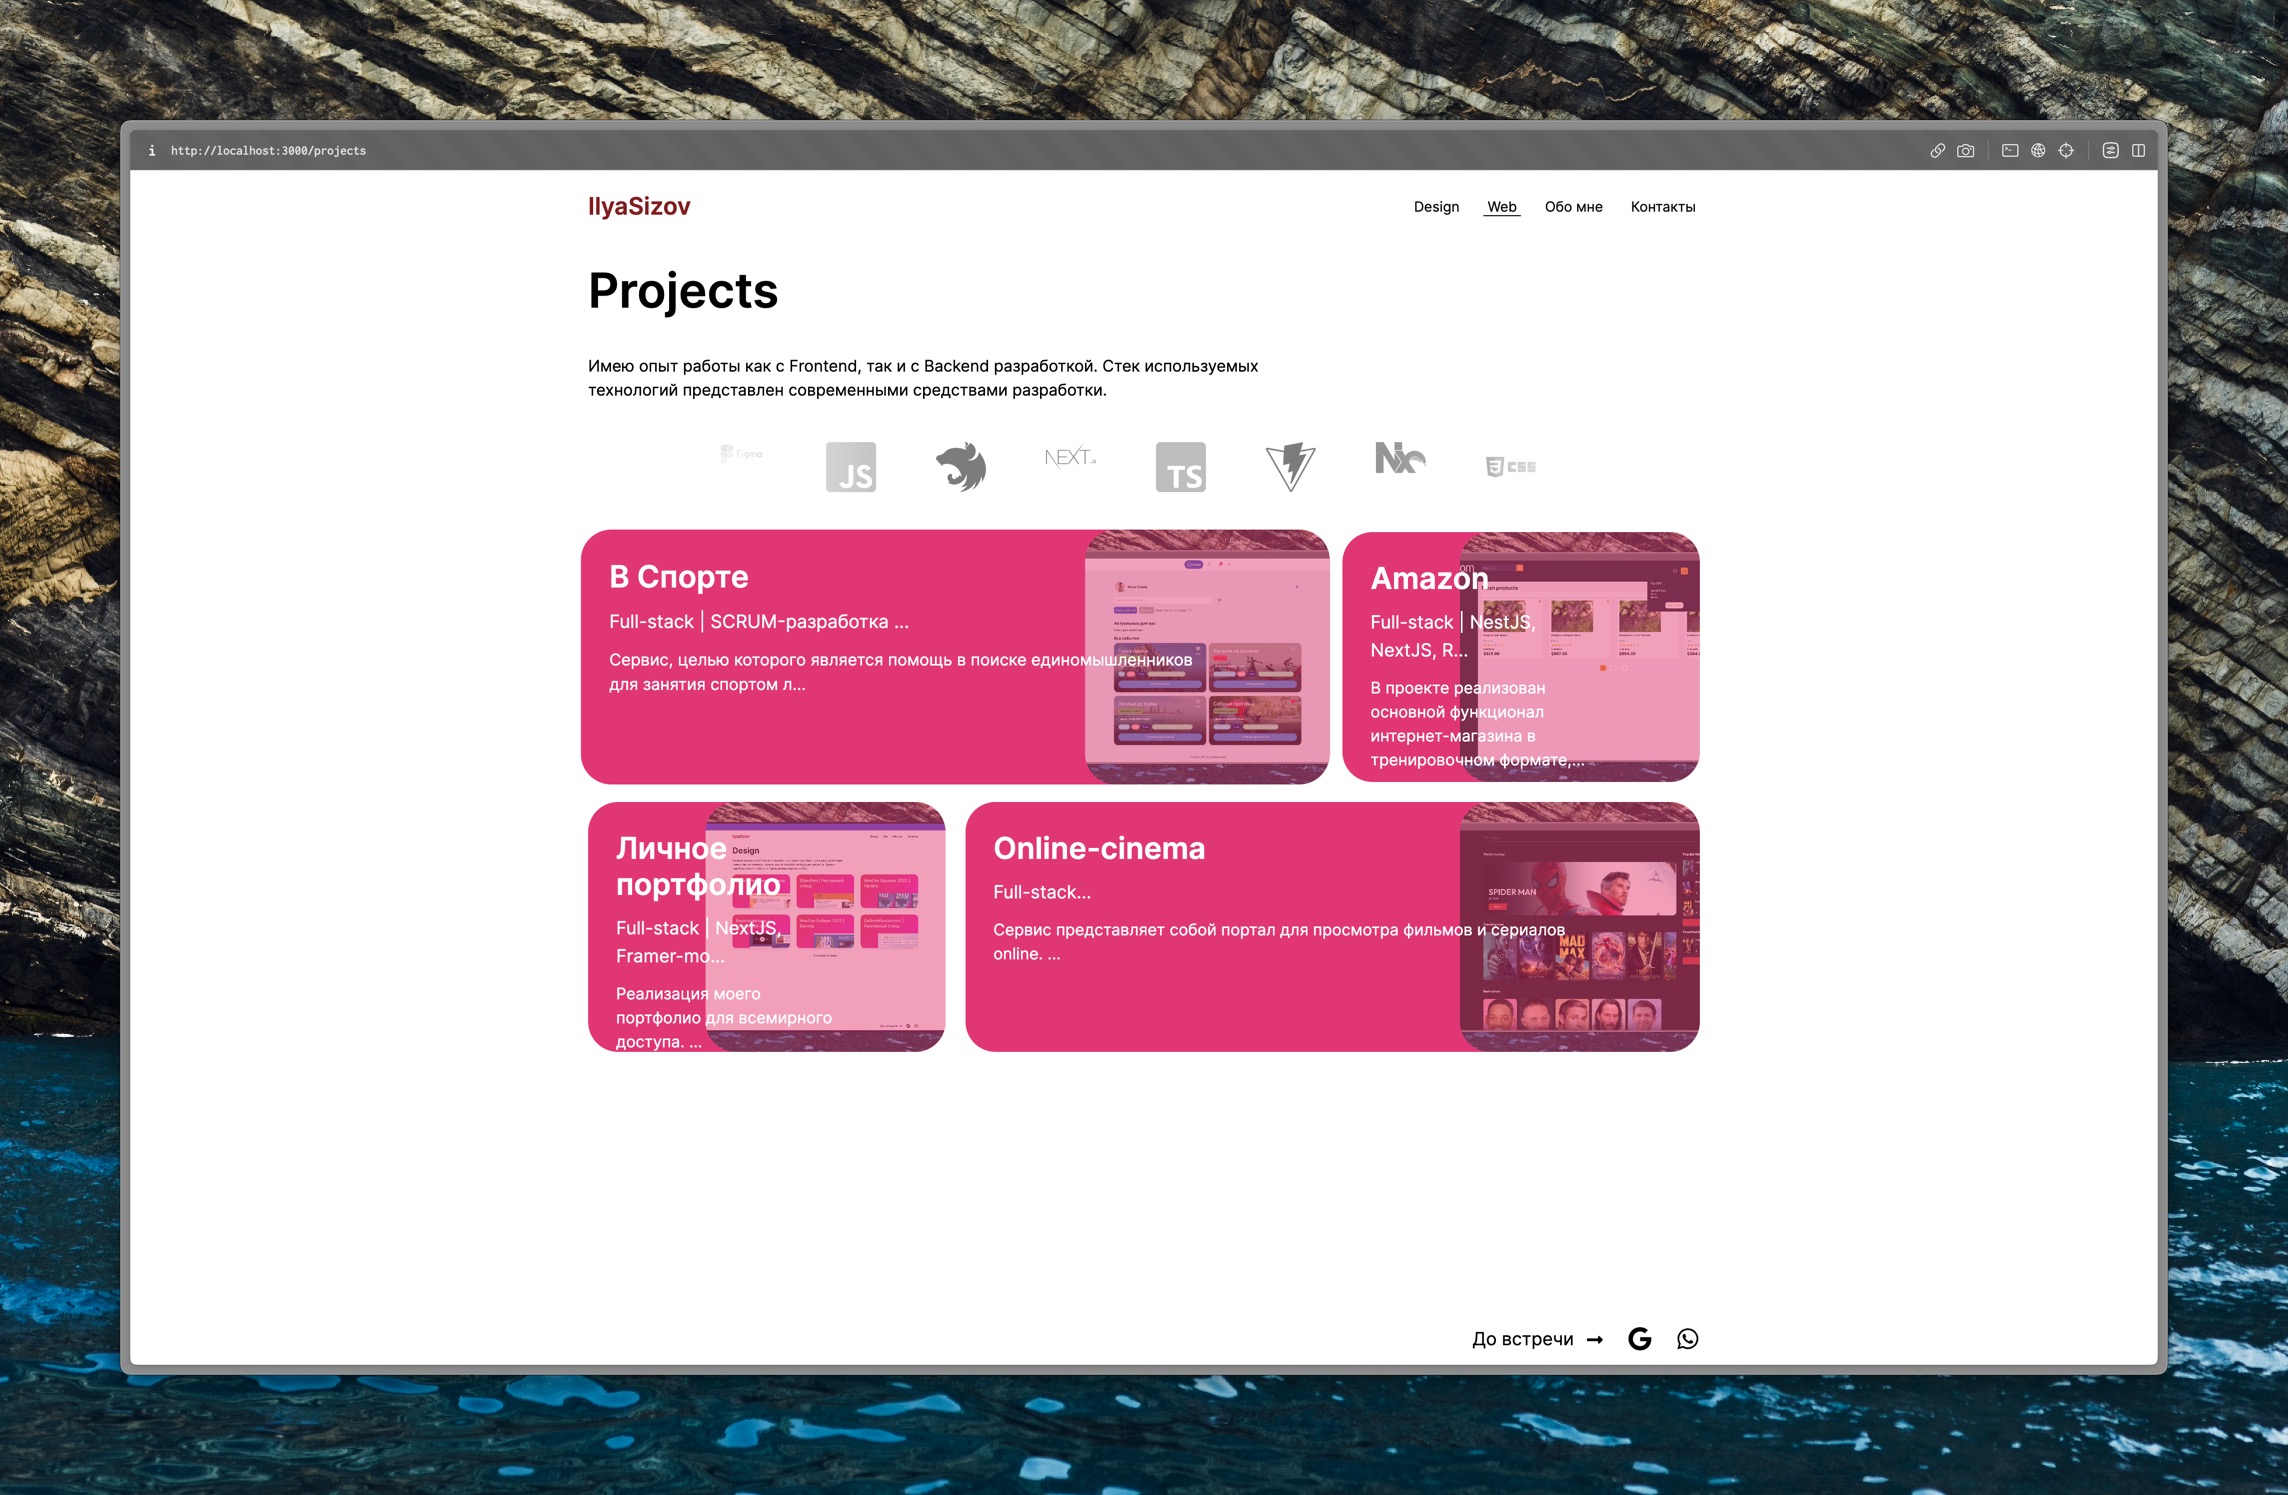 http://localhost:3000/projects
IlyaSizov
Design Web Обо мне Контакты
Projects
Имею опыт работы как с Frontend, так и с Backend разработкой. Стек используемых
технологий представлен современными средствами разработки.
Figma
JS
NEXT.JS
TS
Nx
CSS
В Спорте
Full-stack | SCRUM-разработка ...
Сервис, целью которого является помощь в поиске единомышленников
для занятия спортом л...
Amazon
Full-stack | NestJS,
NextJS, R...
В проекте реализован
основной функционал
интернет-магазина в
тренировочном формате,...
Личное
портфолио
Full-stack | NextJS,
Framer-mo...
Реализация моего
портфолио для всемирного
доступа. ...
Design
Online-cinema
Full-stack...
Сервис представляет собой портал для просмотра фильмов и сериалов
online. ...
SPIDER MAN
MAD
MAX
До встречи